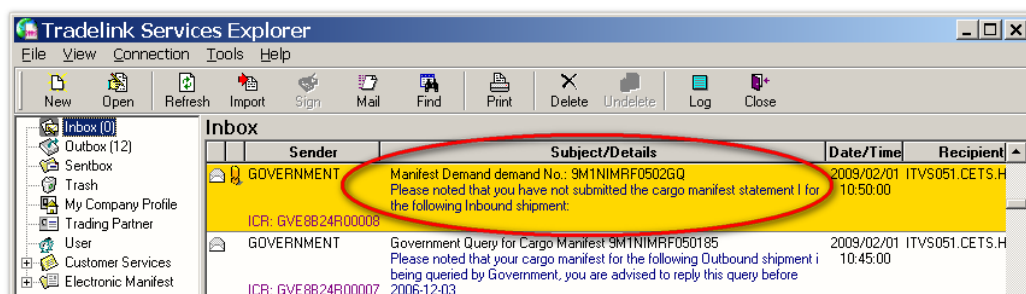 Tradelink Services Explorer
File View Connection Tools Help
New Open Refresh Import Sign Mail Find Print Delete Undelete Log Close
Inbox (0)
Outbox (12)
Sentbox
Trash
My Company Profile
Trading Partner
User
Customer Services
Electronic Manifest
Inbox
Sender Subject/Details Date/Time Recipient
GOVERNMENT Manifest Demand demand No.: 9M1NIMRF0502GQ 2009/02/01 ITVS051.CETS.H
Please noted that you have not submitted the cargo manifest statement I for 10:50:00
the following Inbound shipment:
ICR: GVE8B24R00008
GOVERNMENT Government Query for Cargo Manifest 9M1NIMRF050185 2009/02/01 ITVS051.CETS.H
Please noted that your cargo manifest for the following Outbound shipment i 10:45:00
being queried by Government, you are advised to reply this query before
ICR: GVE8B24R00007 2006-12-03